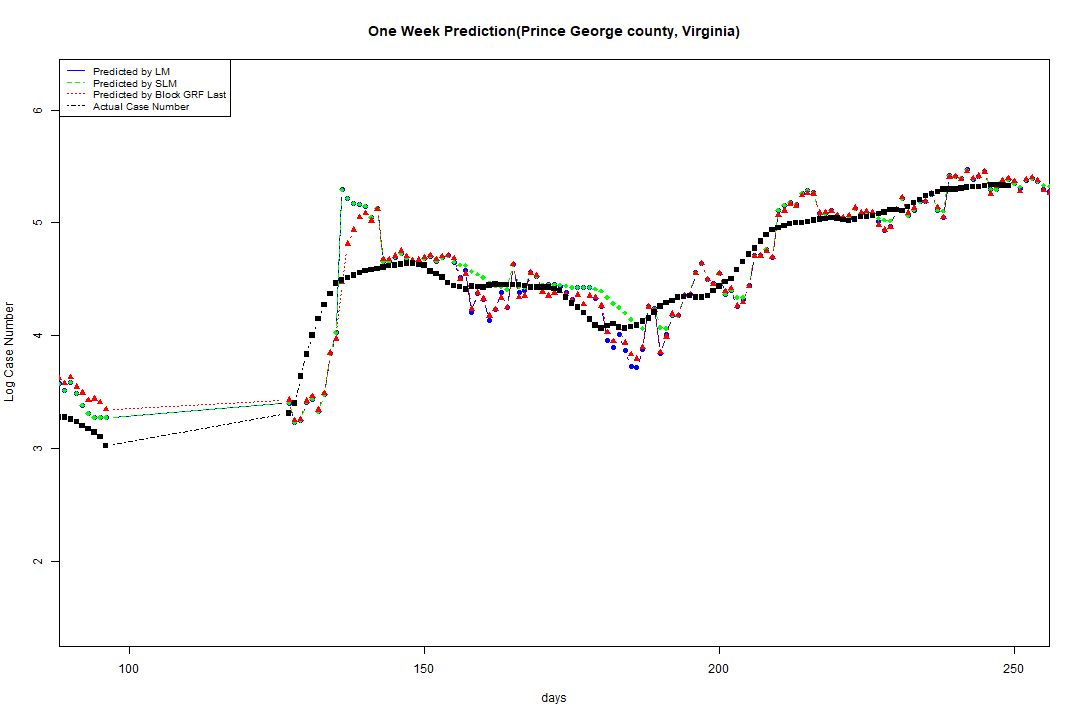 One Week Prediction(Prince George county, Virginia)
Predicted by LM
Predicted by SLM
Predicted by Block GRF Last
Actual Case Number
6
5
4
3
2
Log Case Number
100 150 200 250
days